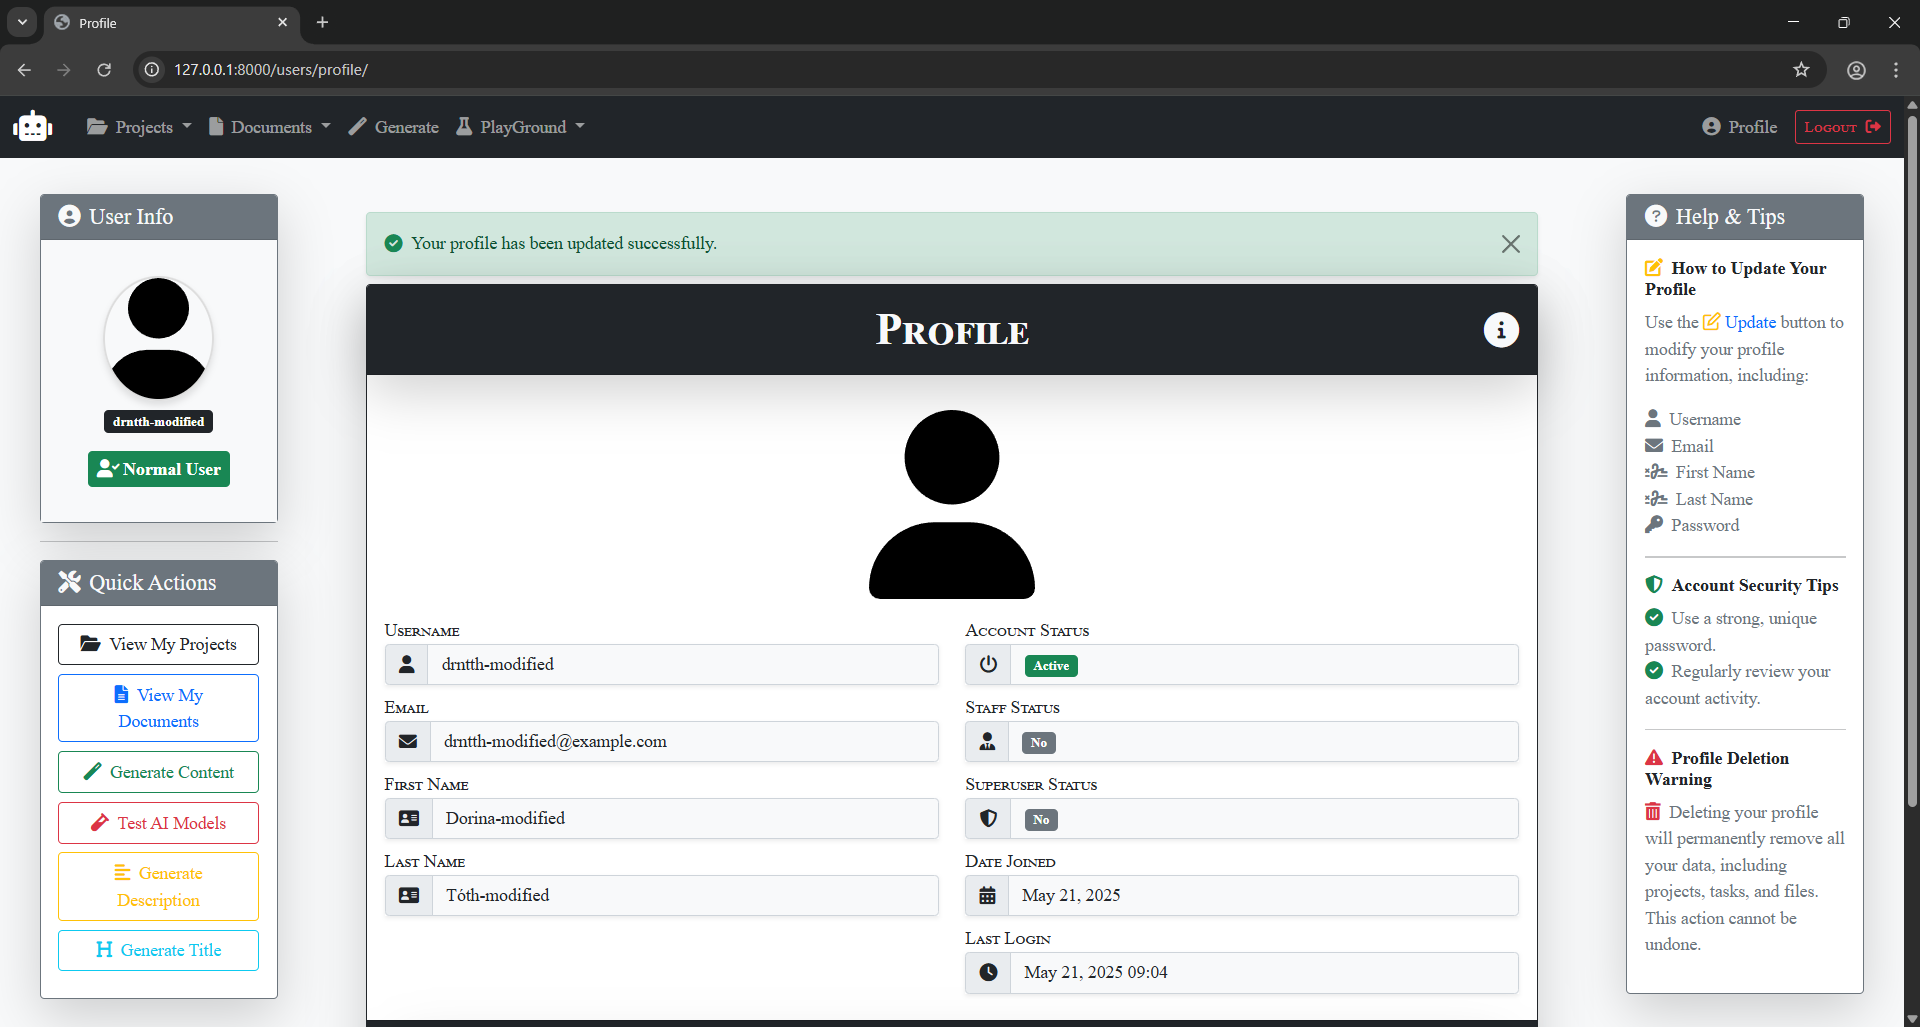 Profile
127.0.0.1:8000/users/profile/
Projects
Documents
Generate
PlayGround
Profile
Logout
User Info
drntth-modified
Normal User
Quick Actions
View My Projects
View My
Documents
Generate Content
Test AI Models
Generate
Description
Generate Title
Your profile has been updated successfully.
Profile
Username
drntth-modified
Email
drntth-modified@example.com
First Name
Dorina-modified
Last Name
Tóth-modified
Account Status
Active
Staff Status
No
Superuser Status
No
Date Joined
May 21, 2025
Last Login
May 21, 2025 09:04
Help & Tips
How to Update Your
Profile
Use the Update button to
modify your profile
information, including:
Username
Email
First Name
Last Name
Password
Account Security Tips
Use a strong, unique
password.
Regularly review your
account activity.
Profile Deletion
Warning
Deleting your profile
will permanently remove all
your data, including
projects, tasks, and files.
This action cannot be
undone.